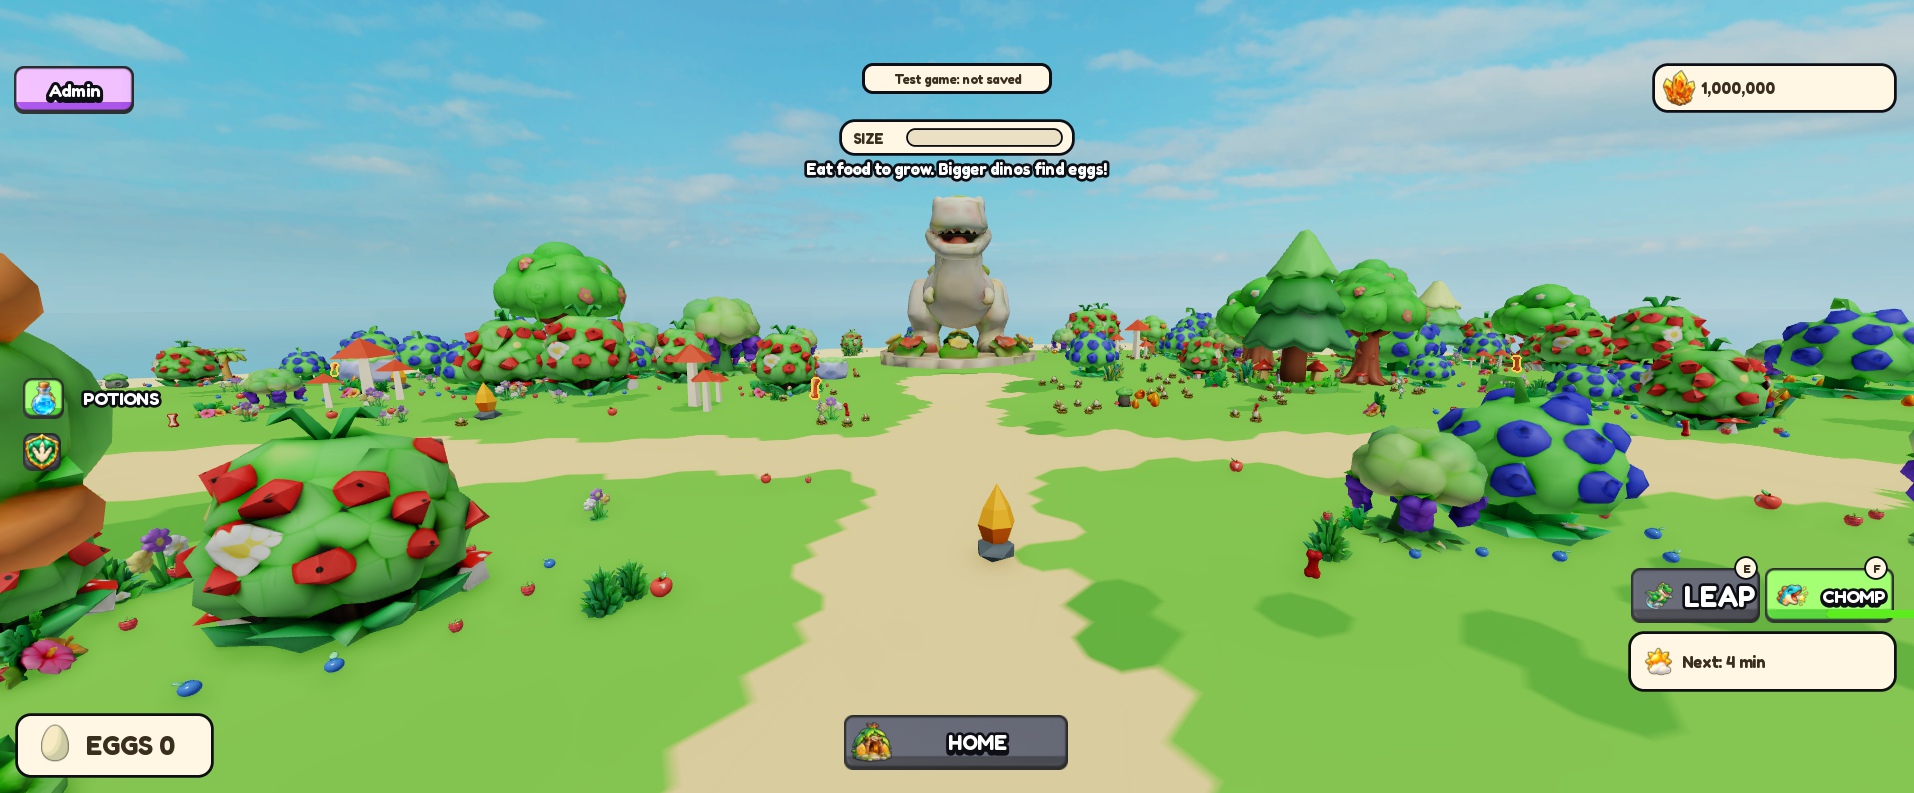 Admin
Test game: not saved
1,000,000
SIZE
Eat food to grow. Bigger dinos find eggs!
POTIONS
E
F
LEAP
CHOMP
Next: 4 min
EGGS 0
HOME